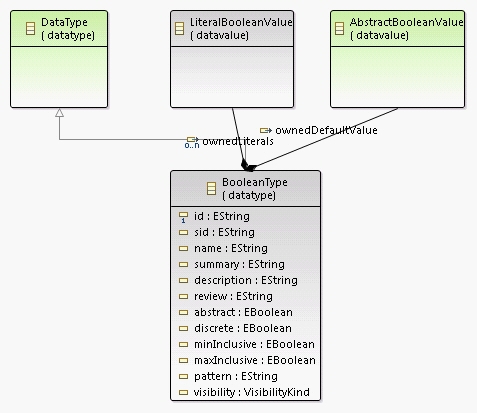 DataType
( datatype)
LiteralBooleanValue
( datavalue)
AbstractBooleanValue
( datavalue)
ownedDefaultValue
ownedLiterals
0..n
BooleanType
( datatype)
1
id : EString
sid : EString
name : EString
summary : EString
description : EString
review : EString
abstract : EBoolean
discrete : EBoolean
minInclusive : EBoolean
maxInclusive : EBoolean
pattern : EString
visibility : VisibilityKind